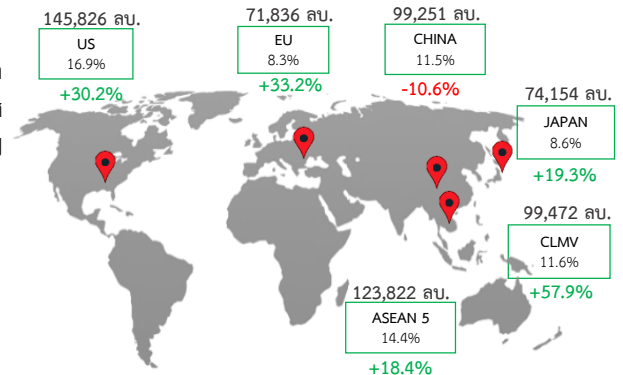 145,826 ลบ.
US
16.9%
+30.2%
71,836 ลบ.
EU
8.3%
+33.2%
99,251 ลบ.
CHINA
11.5%
-10.6%
74,154 ลบ.
JAPAN
8.6%
+19.3%
99,472 ลบ.
CLMV
11.6%
+57.9%
123,822 ลบ.
ASEAN 5
14.4%
+18.4%